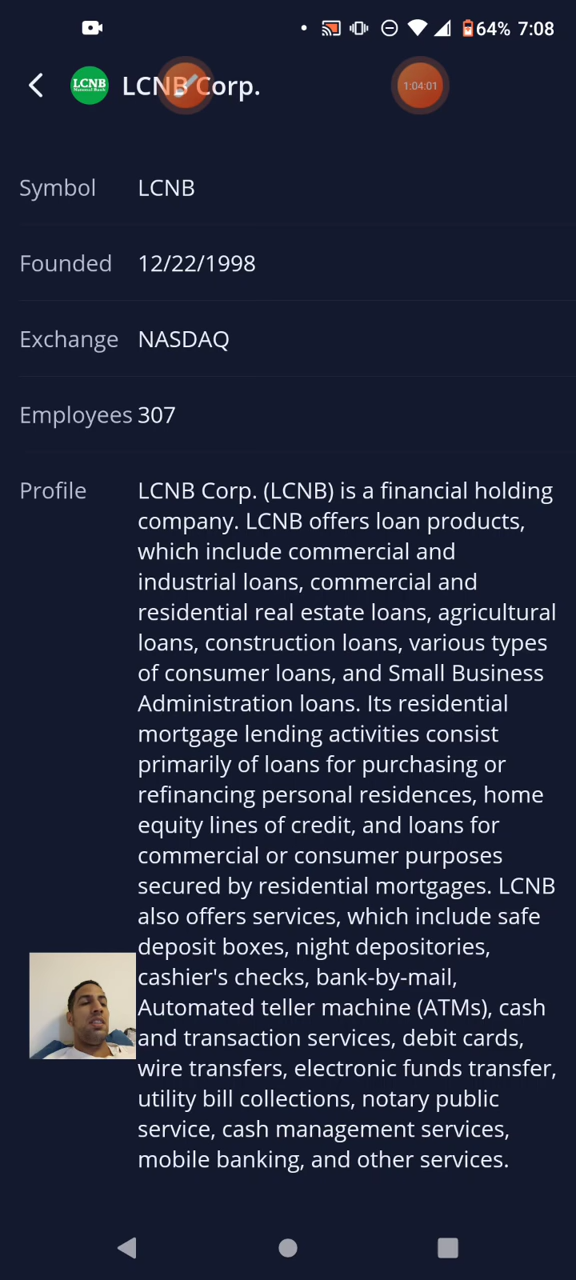 64% 7:08
LCNB National Bank
LCNB Corp.
1:04:01
Symbol LCNB
Founded 12/22/1998
Exchange NASDAQ
Employees 307
Profile LCNB Corp. (LCNB) is a financial holding
company. LCNB offers loan products,
which include commercial and
industrial loans, commercial and
residential real estate loans, agricultural
loans, construction loans, various types
of consumer loans, and Small Business
Administration loans. Its residential
mortgage lending activities consist
primarily of loans for purchasing or
refinancing personal residences, home
equity lines of credit, and loans for
commercial or consumer purposes
secured by residential mortgages. LCNB
also offers services, which include safe
deposit boxes, night depositories,
cashier's checks, bank-by-mail,
Automated teller machine (ATMs), cash
and transaction services, debit cards,
wire transfers, electronic funds transfer,
utility bill collections, notary public
service, cash management services,
mobile banking, and other services.